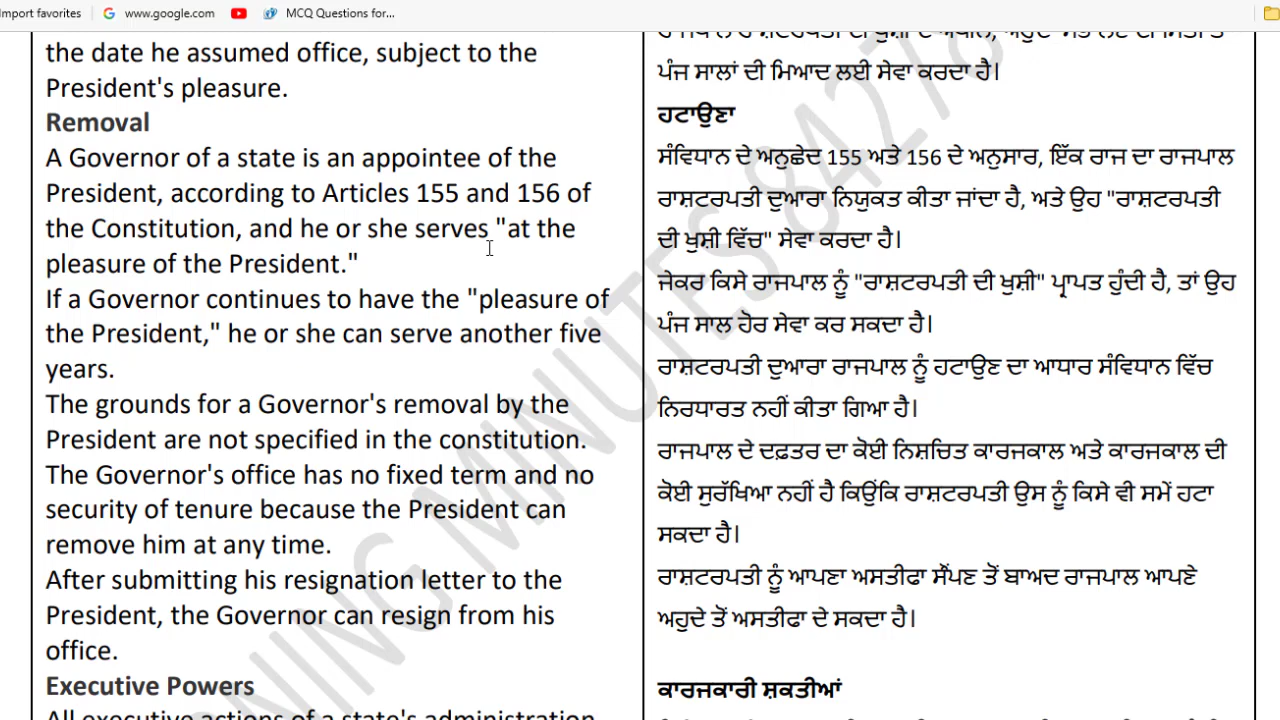 Import favorites
www.google.com
MCQ Questions for...
the date he assumed office, subject to the
President's pleasure.
Removal
A Governor of a state is an appointee of the
President, according to Articles 155 and 156 of
the Constitution, and he or she serves "at the
pleasure of the President."
If a Governor continues to have the "pleasure of
the President," he or she can serve another five
years.
The grounds for a Governor's removal by the
President are not specified in the constitution.
The Governor's office has no fixed term and no
security of tenure because the President can
remove him at any time.
After submitting his resignation letter to the
President, the Governor can resign from his
office.
Executive Powers
All executive actions of a state's administration
ਪੰਜ ਸਾਲਾਂ ਦੀ ਮਿਆਦ ਲਈ ਸੇਵਾ ਕਰਦਾ ਹੈ।
ਹਟਾਉਣਾ
ਸੰਵਿਧਾਨ ਦੇ ਅਨੁਛੇਦ 155 ਅਤੇ 156 ਦੇ ਅਨੁਸਾਰ, ਇੱਕ ਰਾਜ ਦਾ ਰਾਜਪਾਲ
ਰਾਸ਼ਟਰਪਤੀ ਦੁਆਰਾ ਨਿਯੁਕਤ ਕੀਤਾ ਜਾਂਦਾ ਹੈ, ਅਤੇ ਉਹ "ਰਾਸ਼ਟਰਪਤੀ
ਦੀ ਖੁਸ਼ੀ ਵਿੱਚ" ਸੇਵਾ ਕਰਦਾ ਹੈ।
ਜੇਕਰ ਕਿਸੇ ਰਾਜਪਾਲ ਨੂੰ "ਰਾਸ਼ਟਰਪਤੀ ਦੀ ਖੁਸ਼ੀ" ਪ੍ਰਾਪਤ ਹੁੰਦੀ ਹੈ, ਤਾਂ ਉਹ
ਪੰਜ ਸਾਲ ਹੋਰ ਸੇਵਾ ਕਰ ਸਕਦਾ ਹੈ।
ਰਾਸ਼ਟਰਪਤੀ ਦੁਆਰਾ ਰਾਜਪਾਲ ਨੂੰ ਹਟਾਉਣ ਦਾ ਆਧਾਰ ਸੰਵਿਧਾਨ ਵਿੱਚ
ਨਿਰਧਾਰਤ ਨਹੀਂ ਕੀਤਾ ਗਿਆ ਹੈ।
ਰਾਜਪਾਲ ਦੇ ਦਫ਼ਤਰ ਦਾ ਕੋਈ ਨਿਸ਼ਚਿਤ ਕਾਰਜਕਾਲ ਅਤੇ ਕਾਰਜਕਾਲ ਦੀ
ਕੋਈ ਸੁਰੱਖਿਆ ਨਹੀਂ ਹੈ ਕਿਉਂਕਿ ਰਾਸ਼ਟਰਪਤੀ ਉਸ ਨੂੰ ਕਿਸੇ ਵੀ ਸਮੇਂ ਹਟਾ
ਸਕਦਾ ਹੈ।
ਰਾਸ਼ਟਰਪਤੀ ਨੂੰ ਆਪਣਾ ਅਸਤੀਫਾ ਸੌਂਪਣ ਤੋਂ ਬਾਅਦ ਰਾਜਪਾਲ ਆਪਣੇ
ਅਹੁਦੇ ਤੋਂ ਅਸਤੀਫਾ ਦੇ ਸਕਦਾ ਹੈ।
ਕਾਰਜਕਾਰੀ ਸ਼ਕਤੀਆਂ
MINUTES 84278